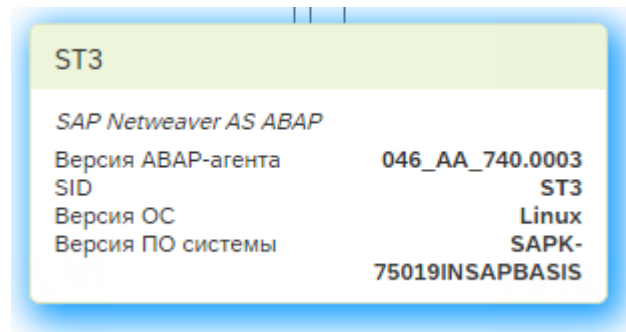 ST3
SAP Netweaver AS ABAP
Версия ABAP-агента 046_AA_740.0003
SID ST3
Версия ОС Linux
Версия ПО системы SAPK-
75019INSAPBASIS